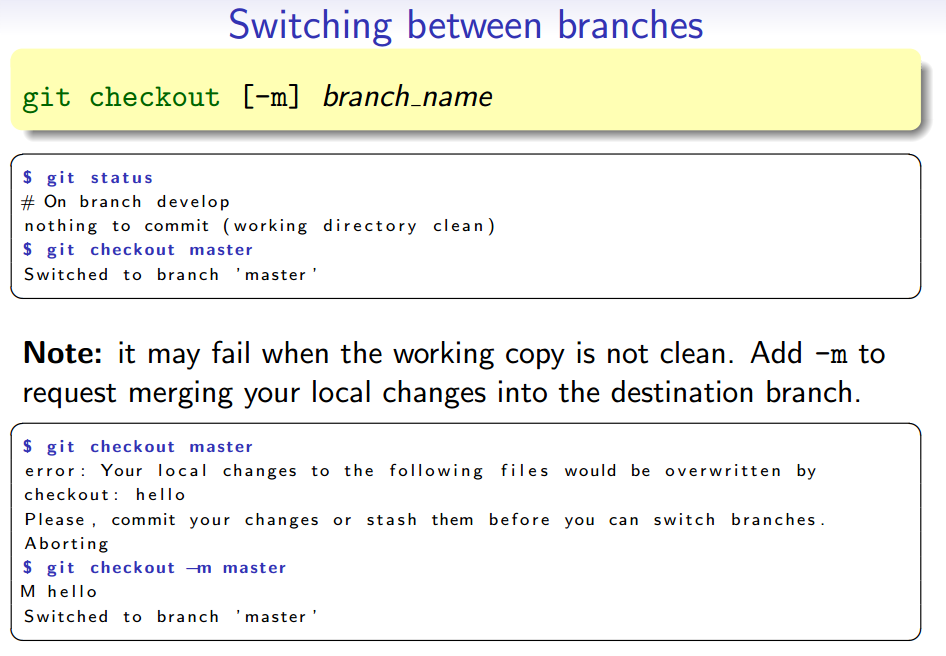 Switching between branches
git checkout [-m] branch_name
$ git status
# On branch develop
nothing to commit (working directory clean)
$ git checkout master
Switched to branch 'master'
Note: it may fail when the working copy is not clean. Add -m to
request merging your local changes into the destination branch.
$ git checkout master
error: Your local changes to the following files would be overwritten by
checkout: hello
Please, commit your changes or stash them before you can switch branches.
Aborting
$ git checkout −m master
M hello
Switched to branch 'master'